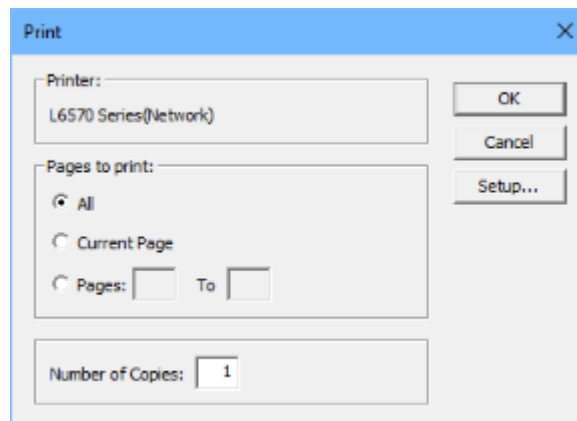 Print
Printer:
L6570 Series(Network)
OK
Cancel
Setup...
Pages to print:
All
Current Page
Pages: To
Number of Copies: 1